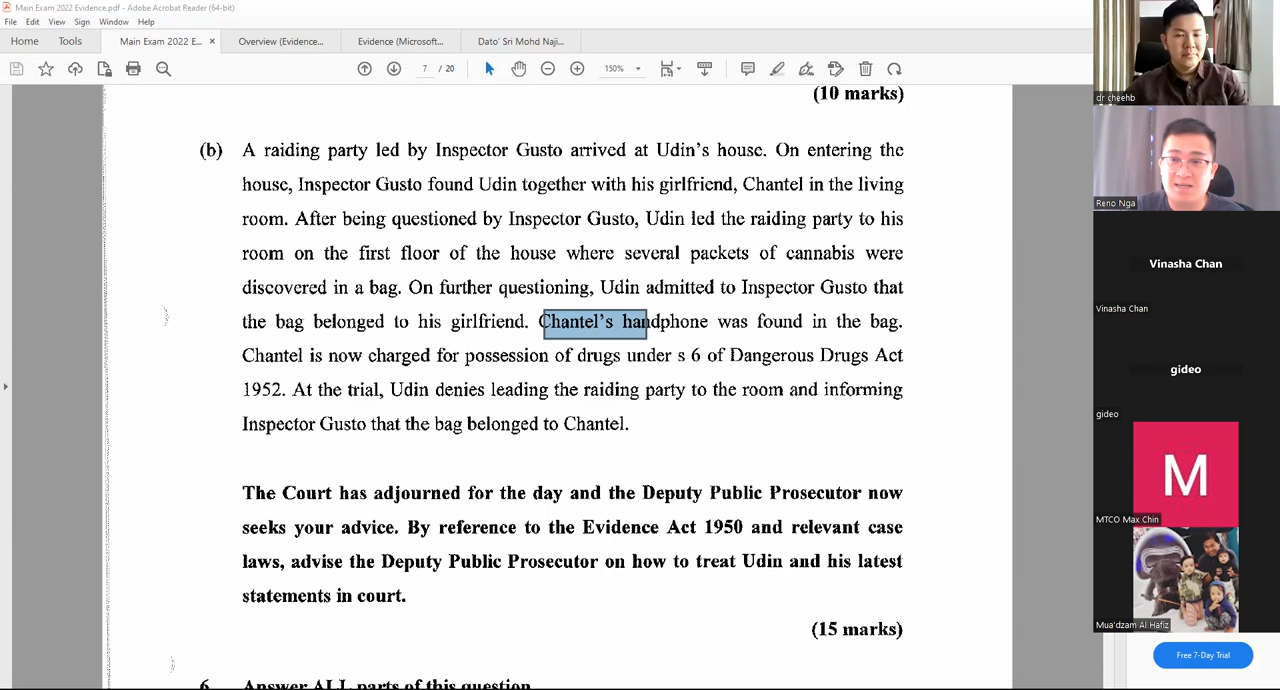 Main Exam 2022 Evidence.pdf - Adobe Acrobat Reader (64-bit)
File Edit View Sign Window Help
Home Tools Main Exam 2022 E... × Overview (Evidence... Evidence (Microsoft... Dato' Sri Mohd Naji...
7 / 20 150%
(10 marks)
(b) A raiding party led by Inspector Gusto arrived at Udin's house. On entering the
house, Inspector Gusto found Udin together with his girlfriend, Chantel in the living
room. After being questioned by Inspector Gusto, Udin led the raiding party to his
room on the first floor of the house where several packets of cannabis were
discovered in a bag. On further questioning, Udin admitted to Inspector Gusto that
the bag belonged to his girlfriend. Chantel's handphone was found in the bag.
Chantel is now charged for possession of drugs under s 6 of Dangerous Drugs Act
1952. At the trial, Udin denies leading the raiding party to the room and informing
Inspector Gusto that the bag belonged to Chantel.
The Court has adjourned for the day and the Deputy Public Prosecutor now
seeks your advice. By reference to the Evidence Act 1950 and relevant case
laws, advise the Deputy Public Prosecutor on how to treat Udin and his latest
statements in court.
(15 marks)
6 Answer ALL parts of this question
dr cheehb
Reno Nga
Vinasha Chan
Vinasha Chan
gideo
gideo
M
MTCO Max Chin
Mua'dzam Al Hafiz
Free 7-Day Trial